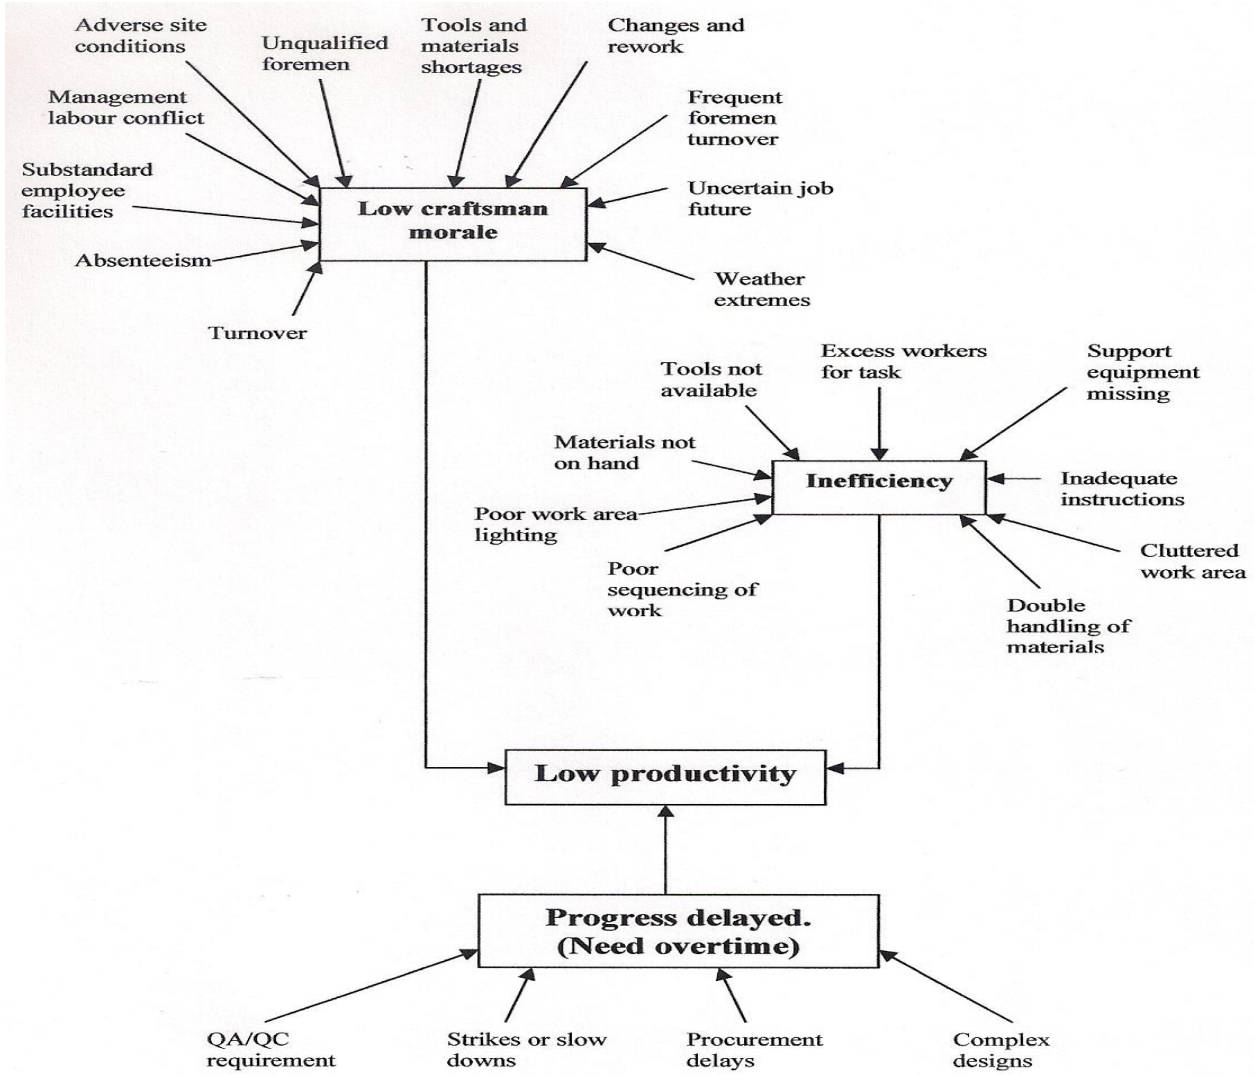 Adverse site
conditions
Unqualified
foremen
Tools and
materials
shortages
Changes and
rework
Management
labour conflict
Frequent
foremen
turnover
Substandard
employee
facilities
Low craftsman
morale
Uncertain job
future
Absenteeism
Weather
extremes
Turnover
Tools not
available
Excess workers
for task
Support
equipment
missing
Materials not
on hand
Inefficiency
Inadequate
instructions
Poor work area
lighting
Poor
sequencing of
work
Cluttered
work area
Double
handling of
materials
Low productivity
Progress delayed.
(Need overtime)
QA/QC
requirement
Strikes or slow
downs
Procurement
delays
Complex
designs